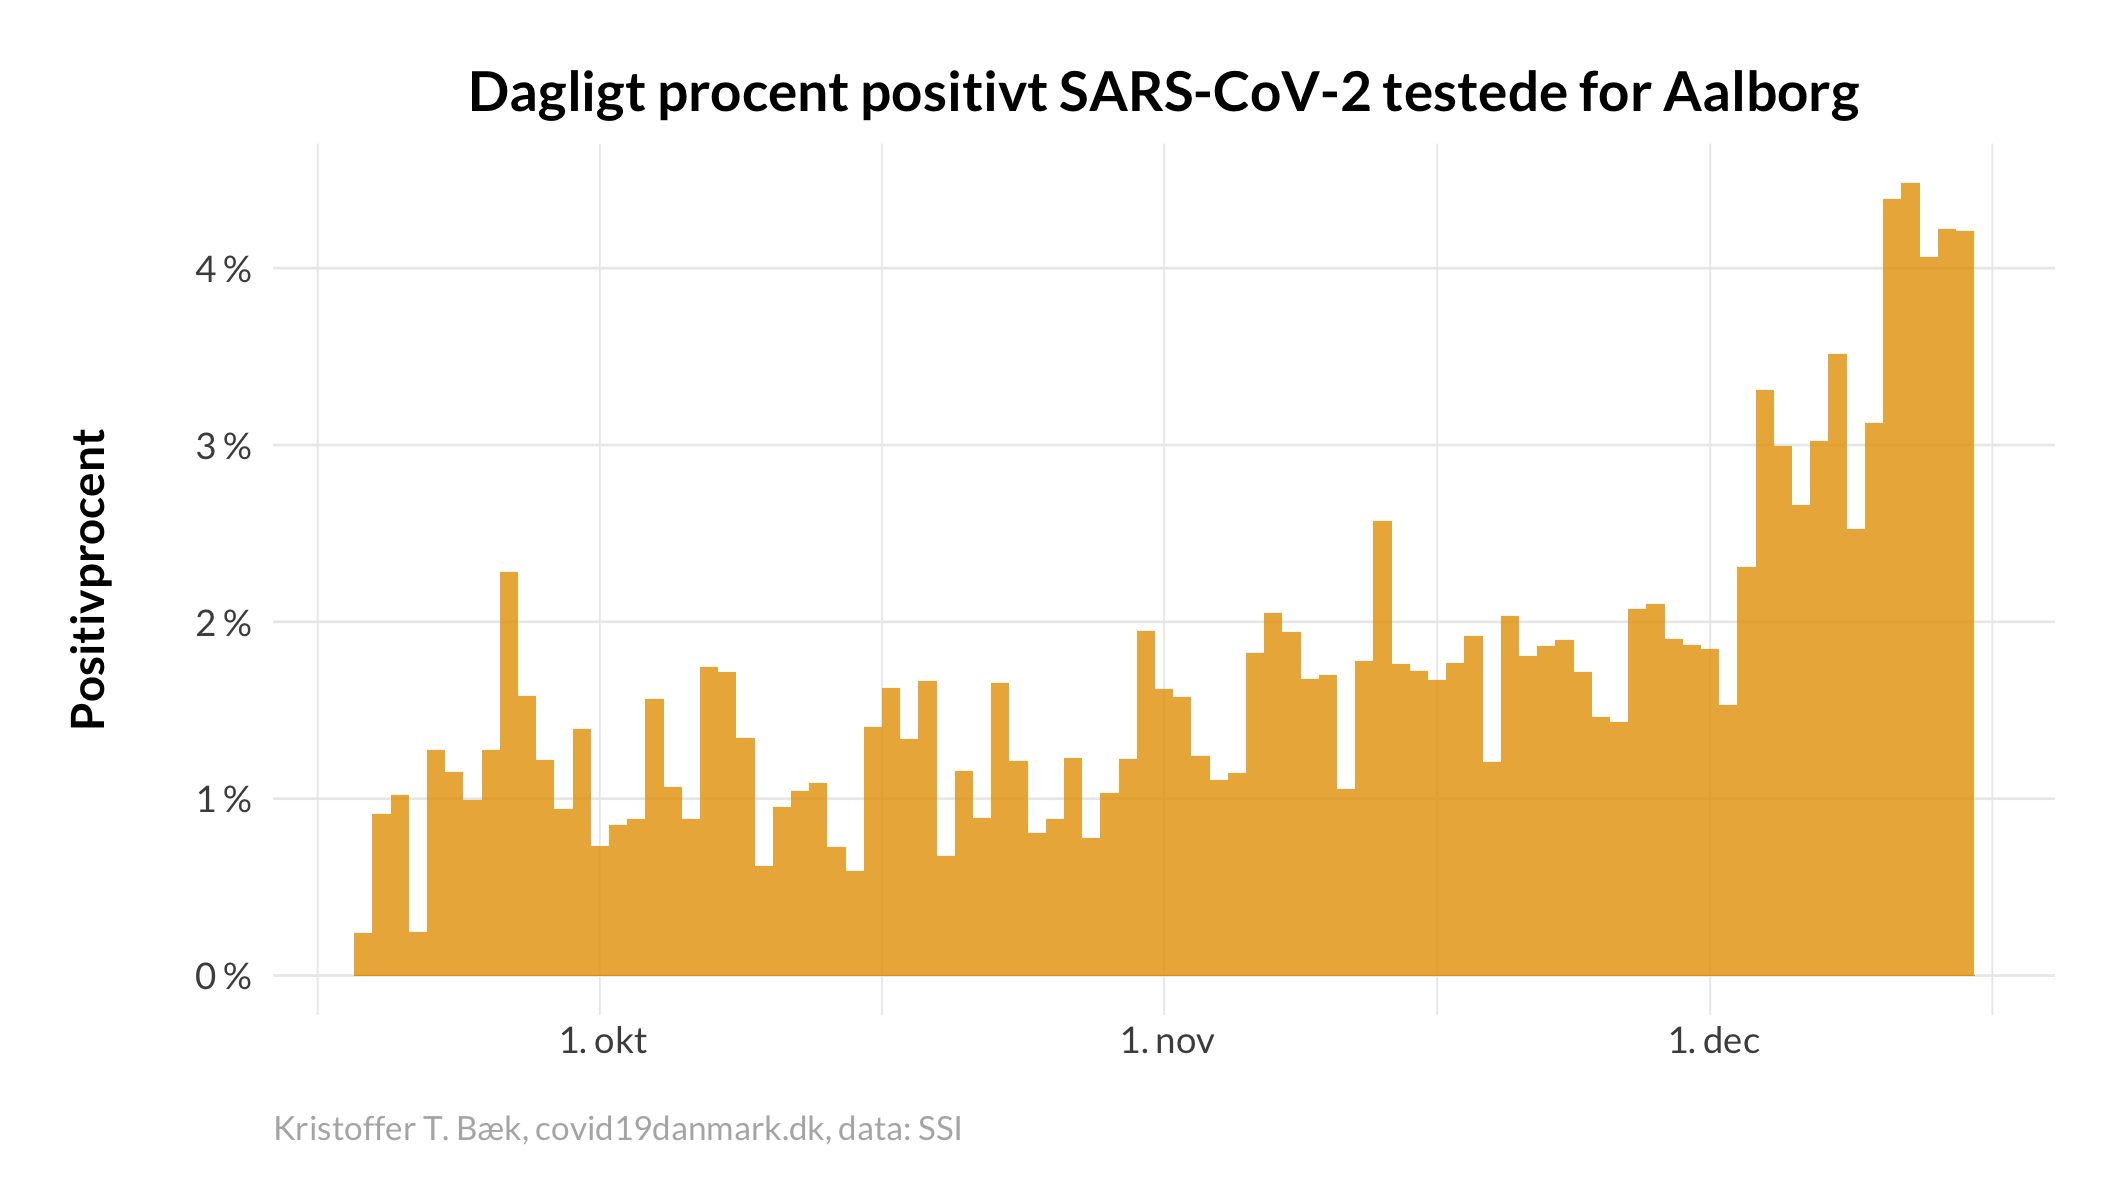 Dagligt procent positivt SARS-CoV-2 testede for Aalborg
Positivprocent
4 %
3 %
2 %
1 %
0 %
1. okt
1. nov
1. dec
Kristoffer T. Bæk, covid19danmark.dk, data: SSI